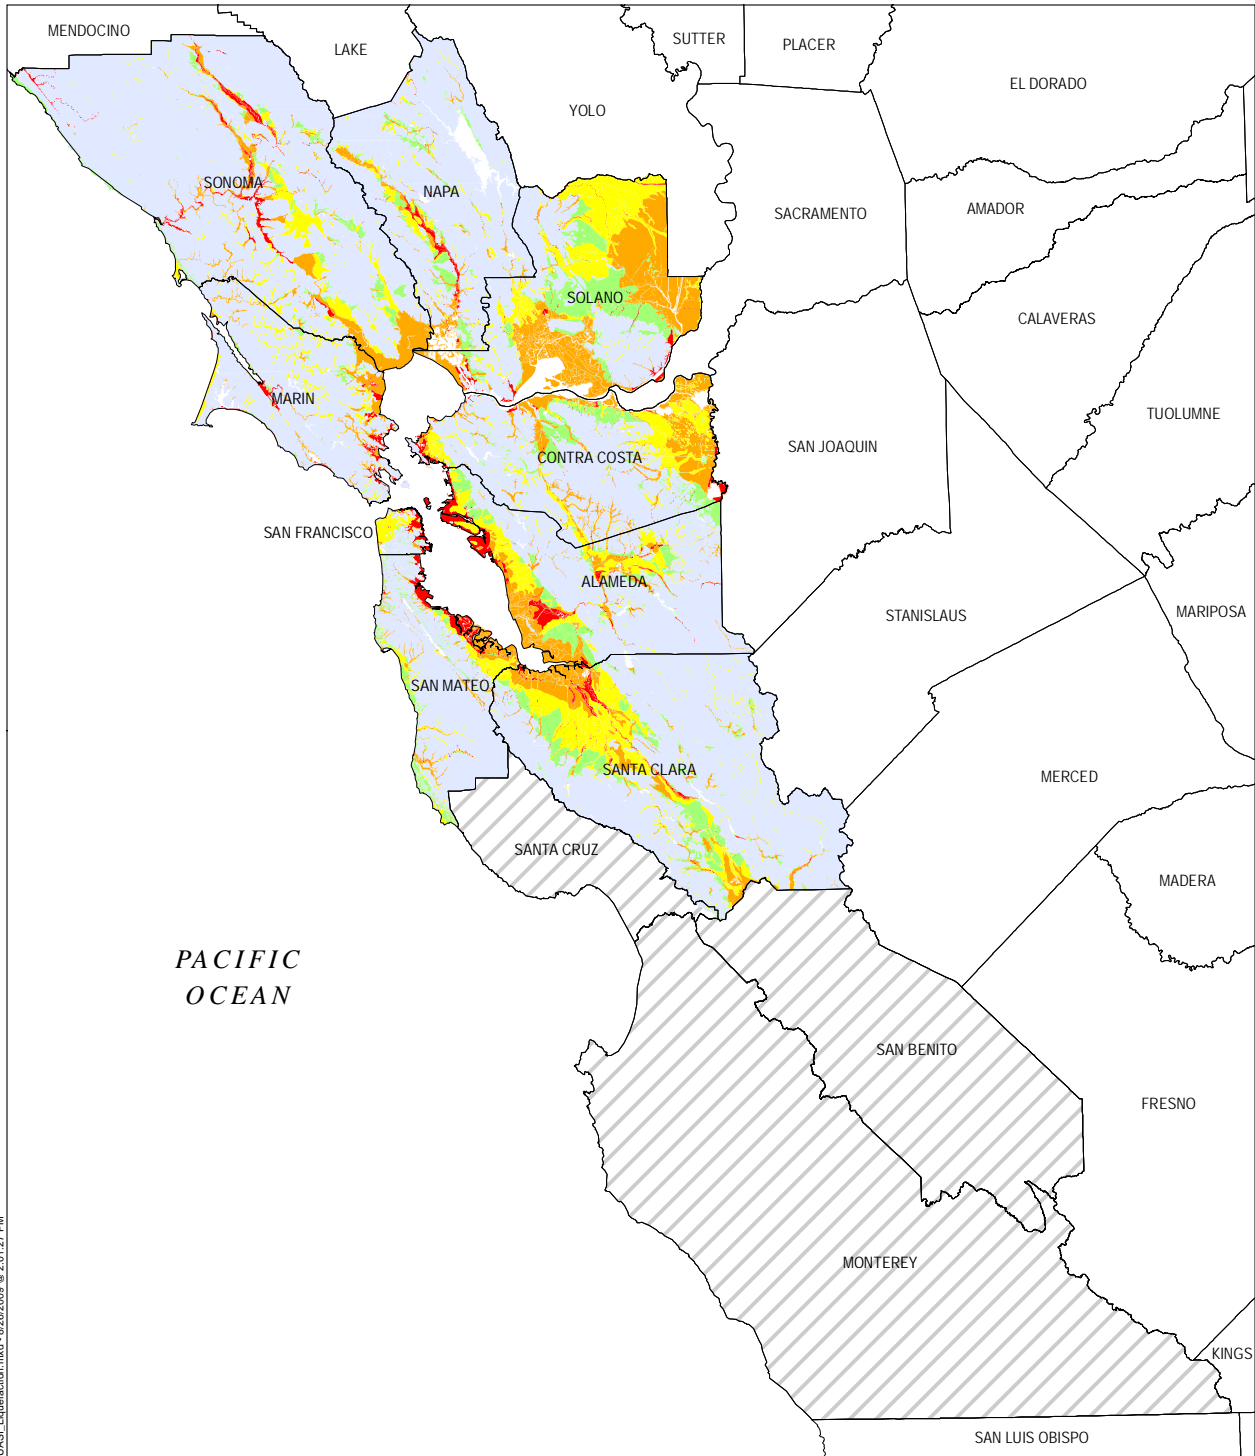 MENDOCINO
LAKE
SUTTER
PLACER
EL DORADO
YOLO
SONOMA
NAPA
SACRAMENTO
AMADOR
SOLANO
CALAVERAS
MARIN
TUOLUMNE
CONTRA COSTA
SAN JOAQUIN
SAN FRANCISCO
ALAMEDA
STANISLAUS
MARIPOSA
SAN MATEO
SANTA CLARA
MERCED
SANTA CRUZ
MADERA
PACIFIC
OCEAN
SAN BENITO
FRESNO
MONTEREY
KINGS
SAN LUIS OBISPO